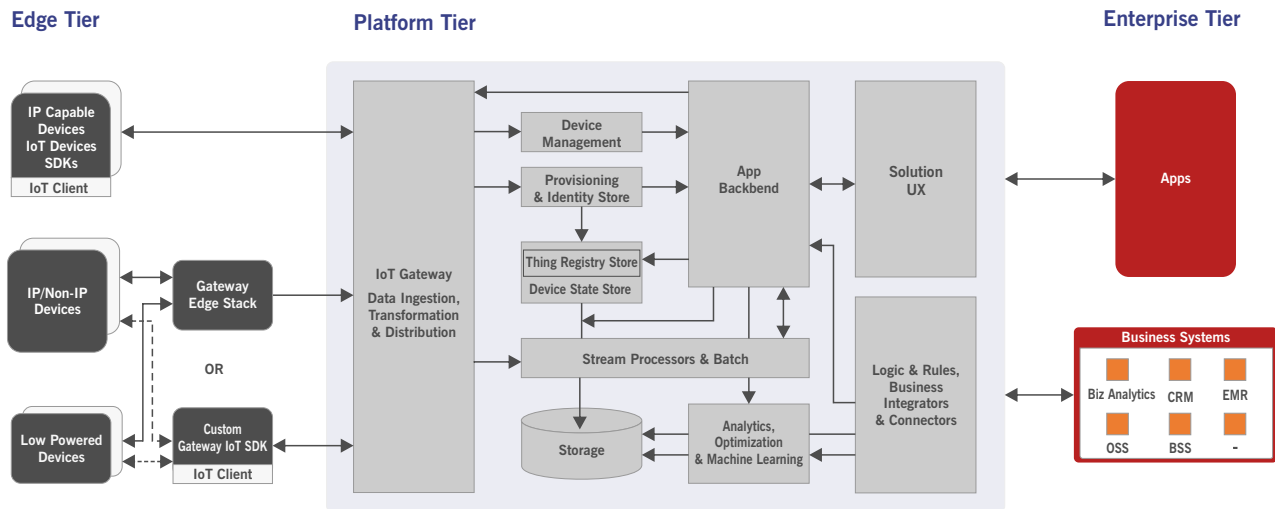 Edge Tier
Platform Tier
Enterprise Tier
IP Capable
Devices
IoT Devices
SDKs
IoT Client
IP/Non-IP
Devices
Gateway
Edge Stack
OR
Low Powered
Devices
Custom
Gateway IoT SDK
IoT Client
IoT Gateway
Data Ingestion,
Transformation
& Distribution
Device
Management
Provisioning
& Identity Store
Thing Registry Store
Device State Store
Stream Processors & Batch
Storage
App
Backbend
Analytics,
Optimization
& Machine Learning
Solution
UX
Logic & Rules,
Business
Integrators
& Connectors
Apps
Business Systems
Biz Analytics
CRM
EMR
OSS
BSS
-